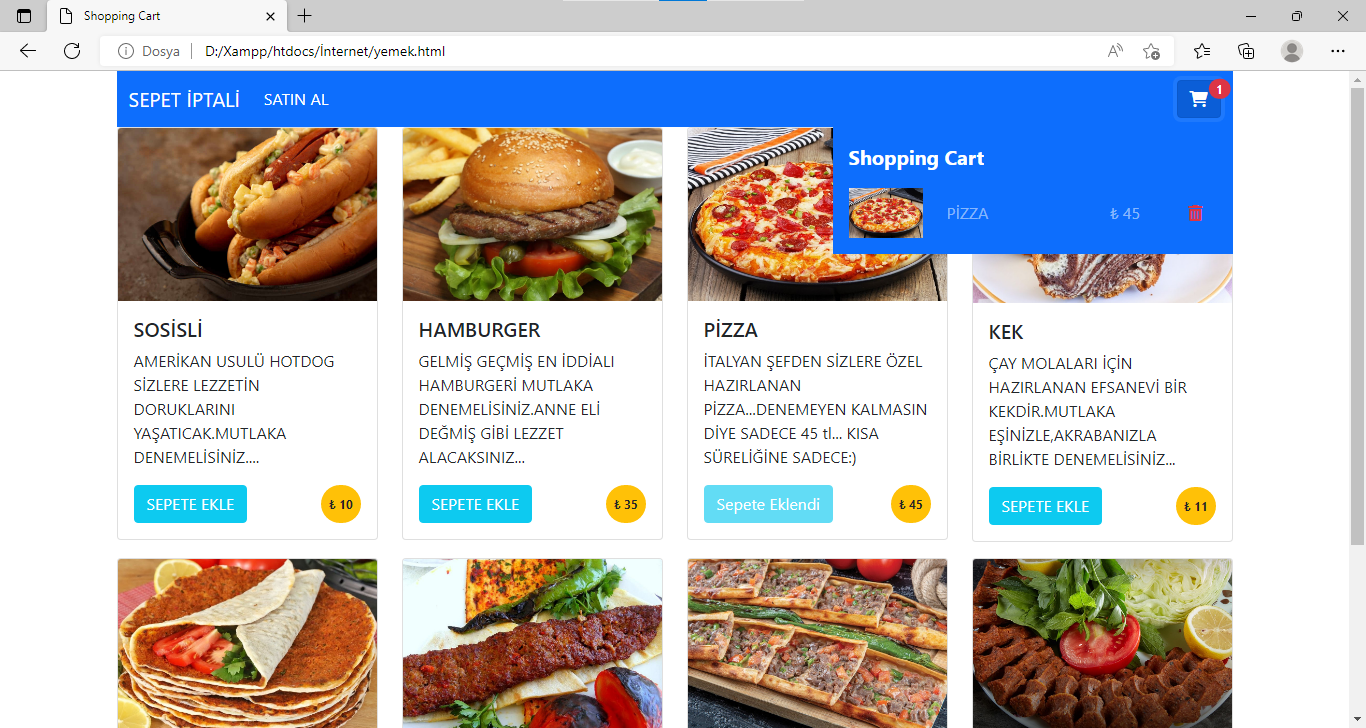 Shopping Cart
Dosya
D:/Xampp/htdocs/İnternet/yemek.html
SEPET İPTALİ
SATIN AL
1
Shopping Cart
PİZZA
₺ 45
SOSİSLİ
AMERİKAN USULÜ HOTDOG
SİZLERE LEZZETİN
DORUKLARINI
YAŞATICAK.MUTLAKA
DENEMELİSİNİZ....
SEPETE EKLE
₺ 10
HAMBURGER
GELMİŞ GEÇMİŞ EN İDDİALI
HAMBURGERİ MUTLAKA
DENEMELİSİNİZ.ANNE ELİ
DEĞMİŞ GİBİ LEZZET
ALACAKSINIZ...
SEPETE EKLE
₺ 35
PİZZA
İTALYAN ŞEFDEN SİZLERE ÖZEL
HAZIRLANAN
PİZZA...DENEMEYEN KALMASIN
DİYE SADECE 45 tl... KISA
SÜRELİĞİNE SADECE:)
Sepete Eklendi
₺ 45
KEK
ÇAY MOLALARI İÇİN
HAZIRLANAN EFSANEVİ BİR
KEKDİR.MUTLAKA
EŞİNİZLE,AKRABANIZLA
BİRLİKTE DENEMELİSİNİZ...
SEPETE EKLE
₺ 11